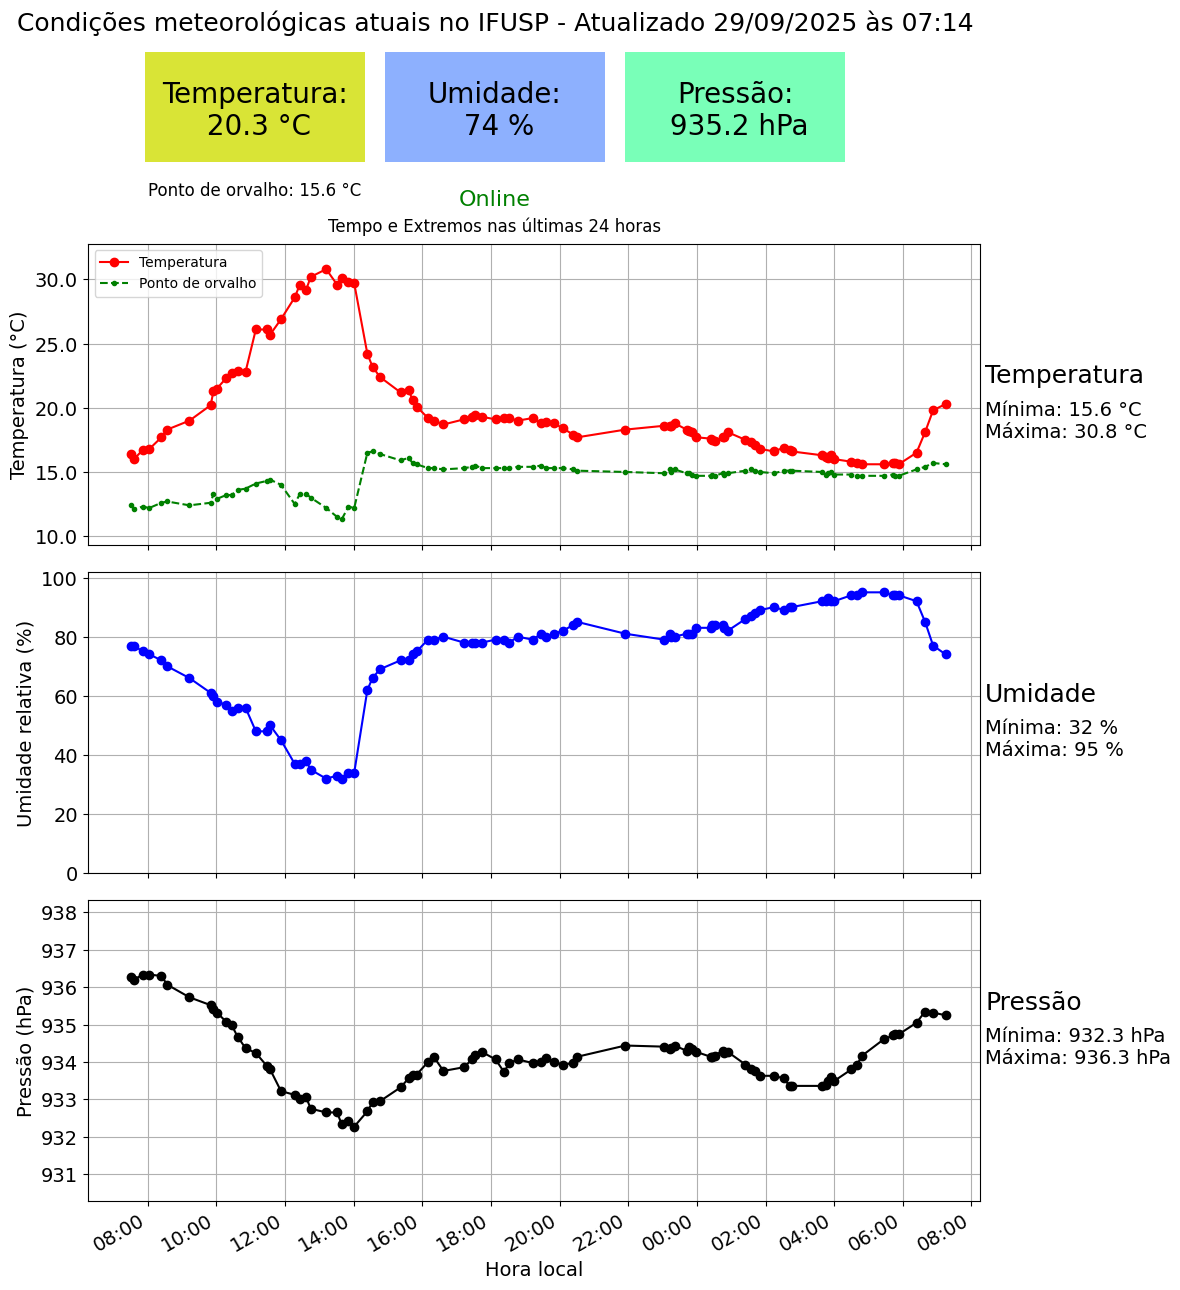 Condições meteorológicas atuais no IFUSP - Atualizado 29/09/2025 às 07:14
Temperatura:
20.3 °C
Umidade:
74 %
Pressão:
935.2 hPa
Ponto de orvalho: 15.6 °C
Online
Tempo e Extremos nas últimas 24 horas
Temperatura
Ponto de orvalho
Temperatura (°C)
30.0
25.0
20.0
15.0
10.0
Temperatura
Mínima: 15.6 °C
Máxima: 30.8 °C
Umidade relativa (%)
100
80
60
40
20
0
Umidade
Mínima: 32 %
Máxima: 95 %
Pressão (hPa)
938
937
936
935
934
933
932
931
Pressão
Mínima: 932.3 hPa
Máxima: 936.3 hPa
08:00
10:00
12:00
14:00
16:00
18:00
20:00
22:00
00:00
02:00
04:00
06:00
08:00
Hora local